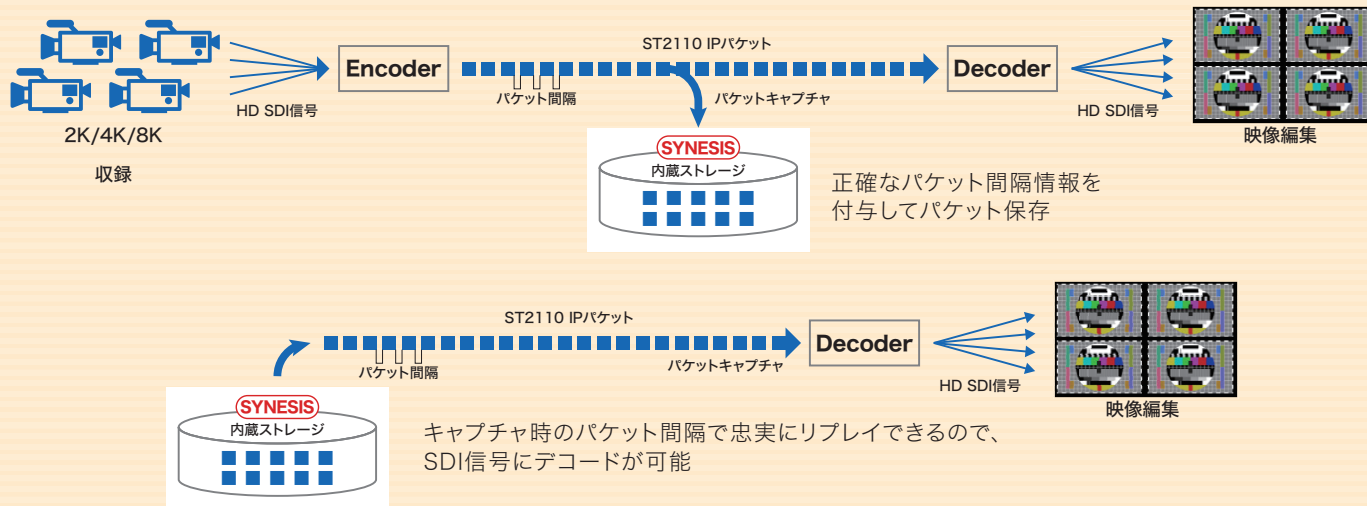 ST2110 IPパケット
Encoder
Decoder
パケット間隔
パケットキャプチャ
HD SDI信号
HD SDI信号
2K/4K/8K
収録
映像編集
SYNESIS
内蔵ストレージ
正確なパケット間隔情報を
付与してパケット保存
ST2110 IPパケット
Decoder
パケット間隔
パケットキャプチャ
HD SDI信号
映像編集
SYNESIS
内蔵ストレージ
キャプチャ時のパケット間隔で忠実にリプレイできるので、
SDI信号にデコードが可能